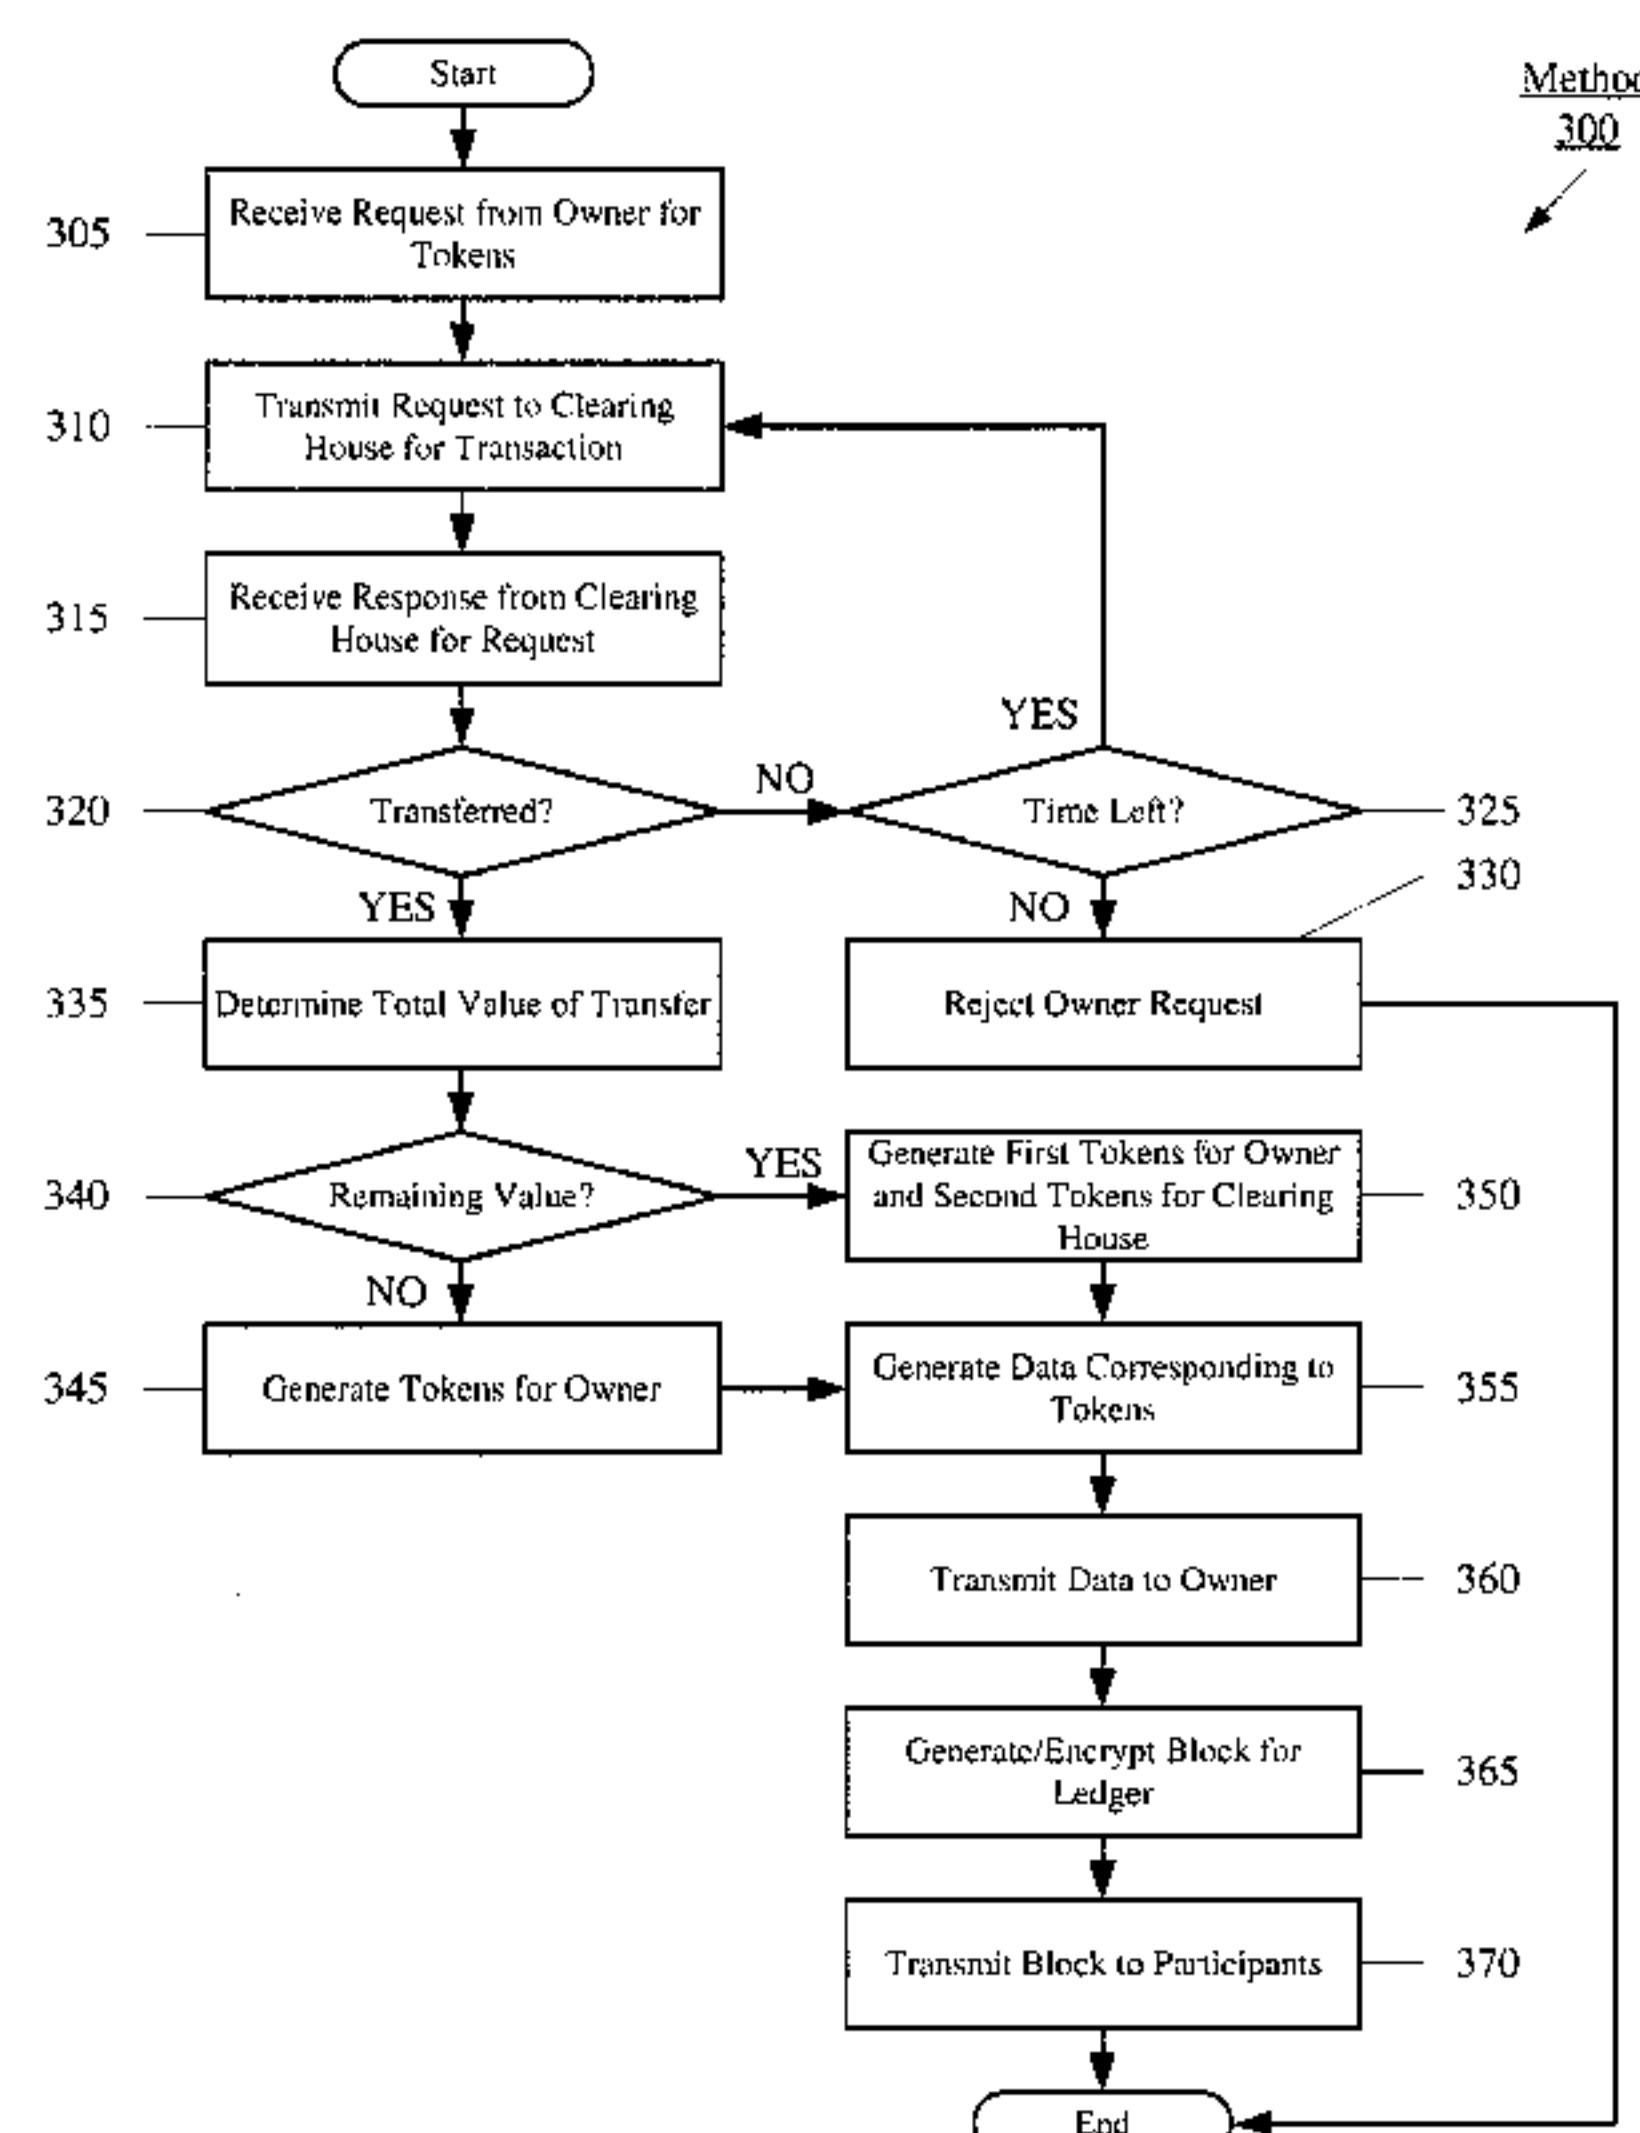 Start
Method
300
305
Receive Request from Owner for
Tokens
310
Transmit Request to Clearing
House for Transaction
315
Receive Response from Clearing
House for Request
YES
320
Transferred?
NO
Time Left?
325
330
YES
NO
335
Determine Total Value of Transfer
Reject Owner Request
340
Remaining Value?
YES
Generate First Tokens for Owner
and Second Tokens for Clearing
House
350
NO
345
Generate Tokens for Owner
Generate Data Corresponding to
Tokens
355
Transmit Data to Owner
360
Generate/Encrypt Block for
Ledger
365
Transmit Block to Participants
370
End